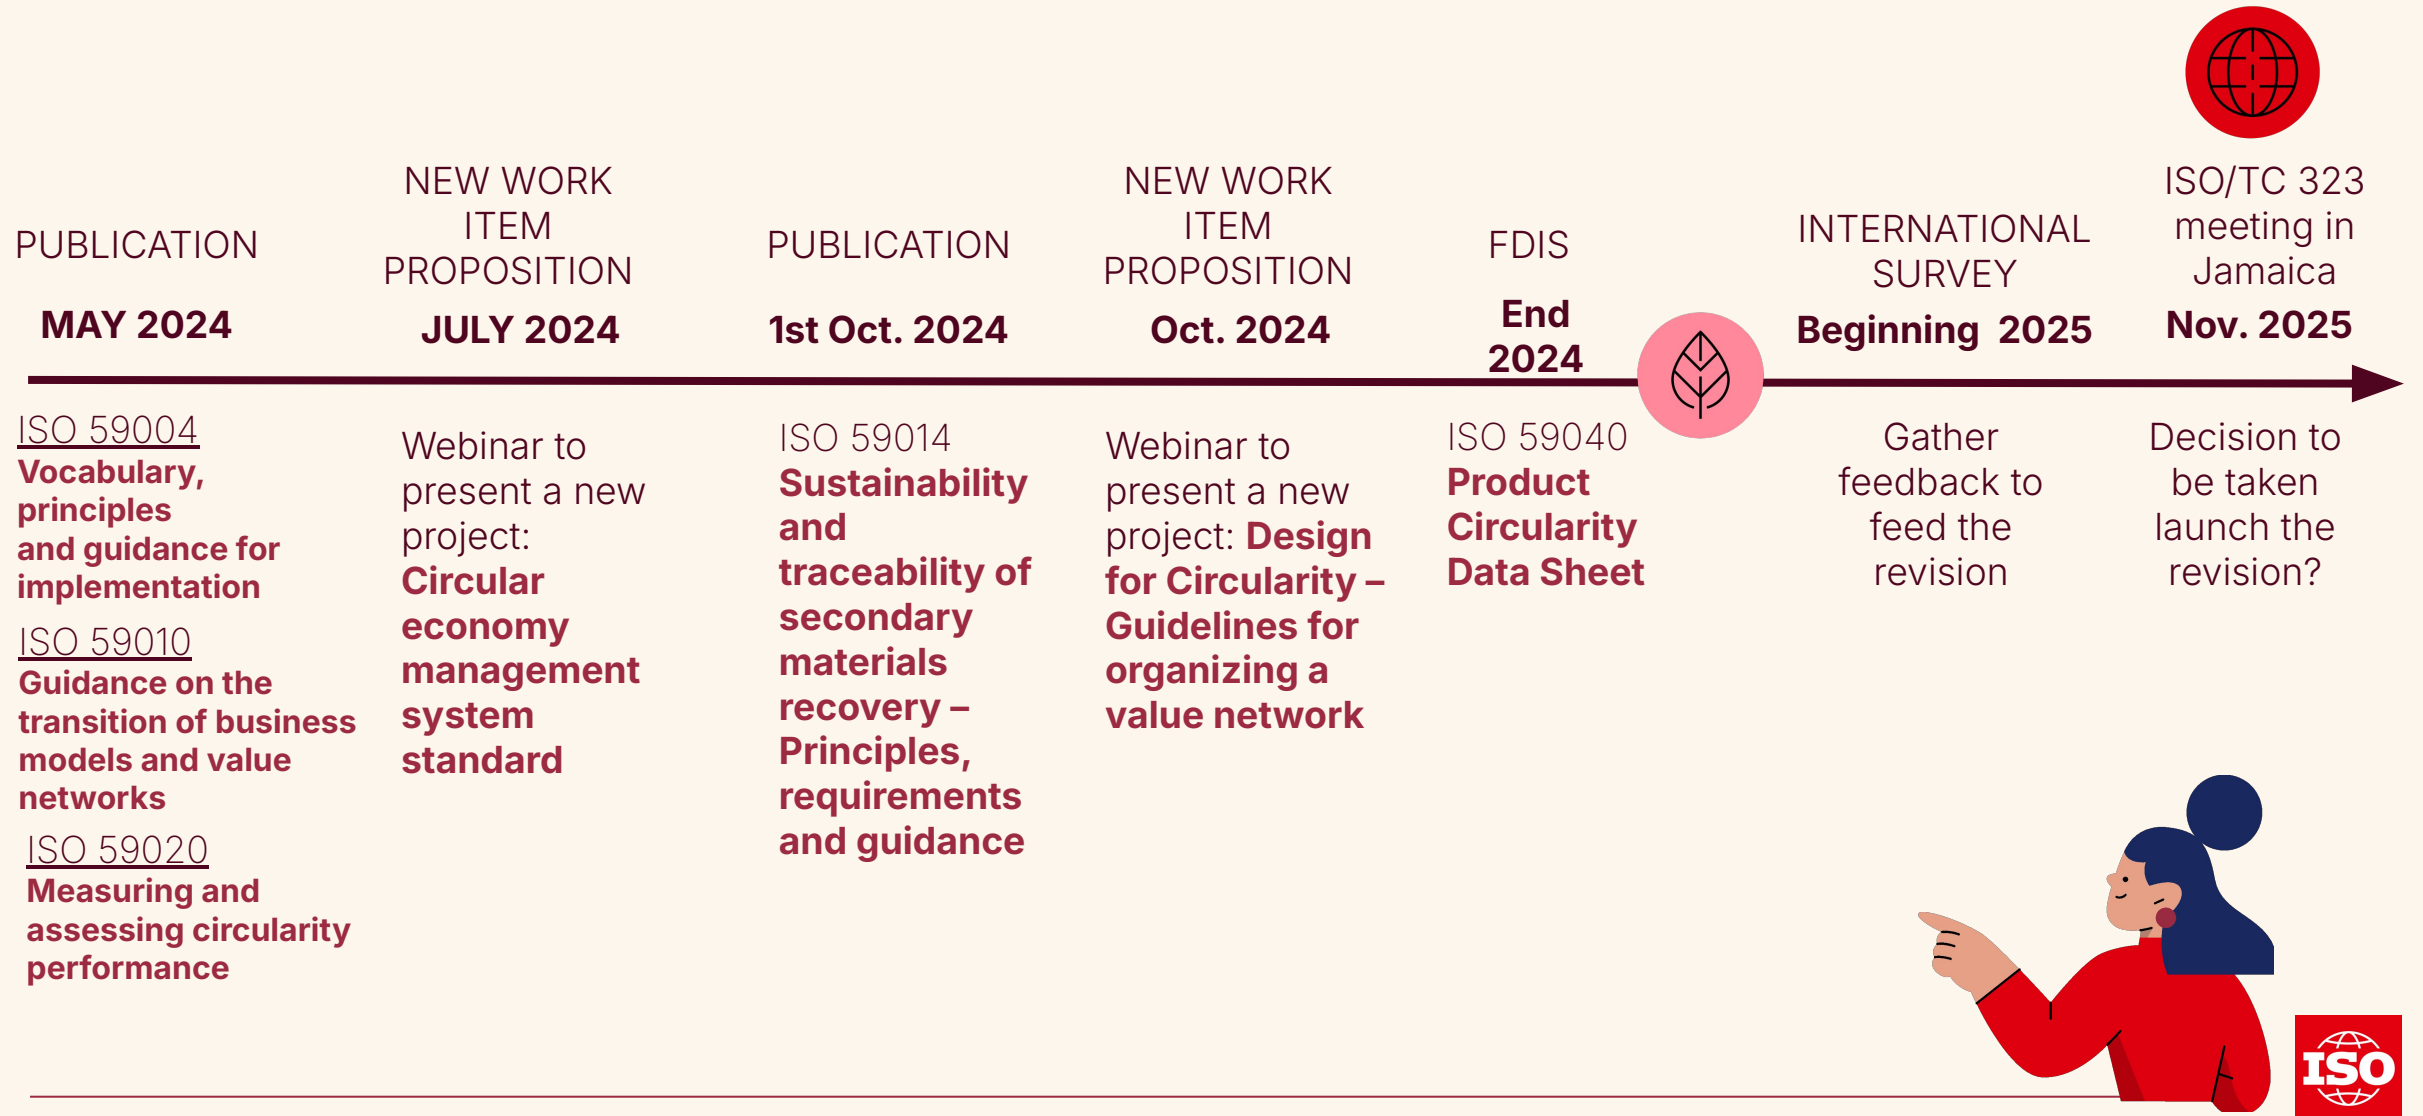 PUBLICATION
MAY 2024
ISO 59004
Vocabulary,
principles
and guidance for
implementation
ISO 59010
Guidance on the
transition of business
models and value
networks
ISO 59020
Measuring and
assessing circularity
performance
NEW WORK
ITEM
PROPOSITION
JULY 2024
Webinar to
present a new
project:
Circular
economy
management
system
standard
PUBLICATION
1st Oct. 2024
ISO 59014
Sustainability
and
traceability of
secondary
materials
recovery –
Principles,
requirements
and guidance
NEW WORK
ITEM
PROPOSITION
Oct. 2024
Webinar to
present a new
project: Design
for Circularity –
Guidelines for
organizing a
value network
FDIS
End
2024
ISO 59040
Product
Circularity
Data Sheet
INTERNATIONAL
SURVEY
Beginning 2025
Gather
feedback to
feed the
revision
ISO/TC 323
meeting in
Jamaica
Nov. 2025
Decision to
be taken
launch the
revision?
ISO